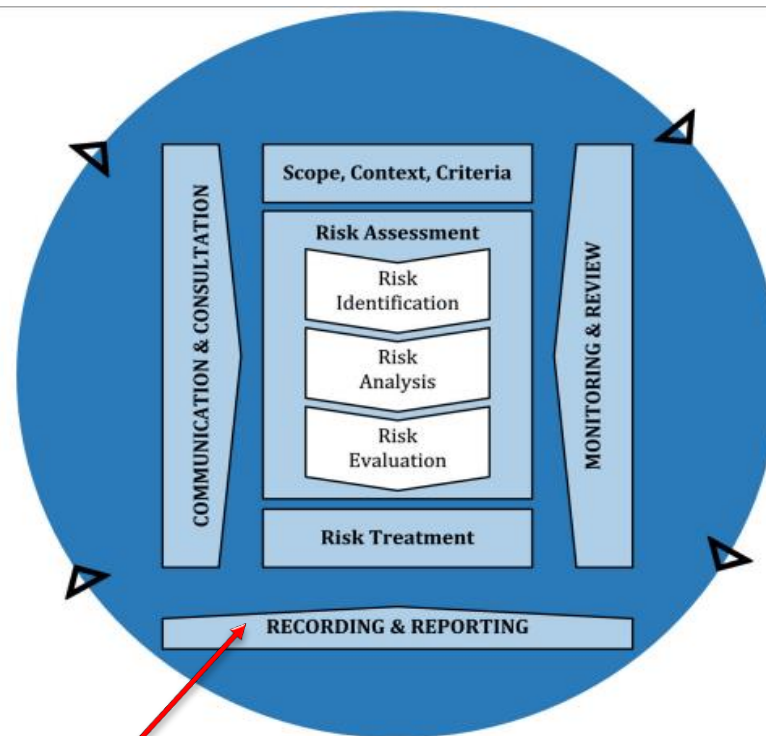 Scope, Context, Criteria
Risk Assessment
Risk
Identification
Risk
Analysis
Risk
Evaluation
Risk Treatment
COMMUNICATION & CONSULTATION
MONITORING & REVIEW
RECORDING & REPORTING